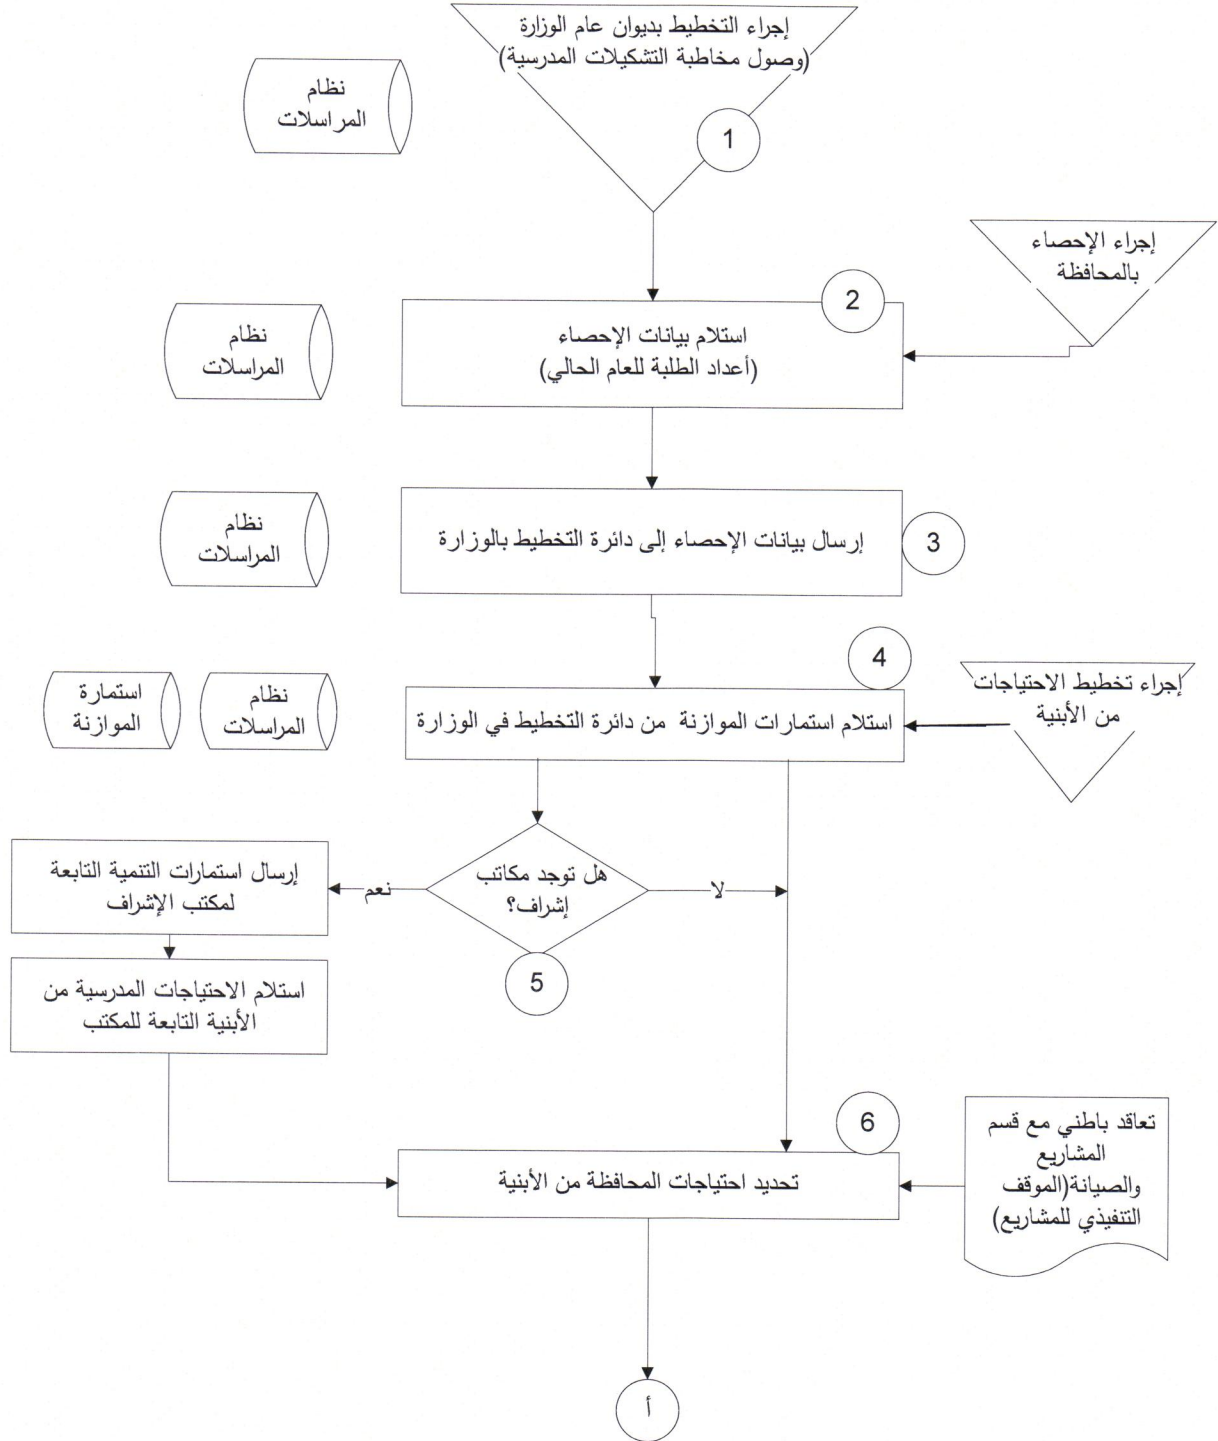 إجراء التخطيط بديوان عام الوزارة
(وصول مخاطبة التشكيلات المدرسية)
نظام
المراسلات
1
إجراء الإحصاء
بالمحافظة
2
استلام بيانات الإحصاء
(أعداد الطلبة للعام الحالي)
نظام
المراسلات
3
إرسال بيانات الإحصاء إلى دائرة التخطيط بالوزارة
نظام
المراسلات
4
إجراء تخطيط الاحتياجات
من الأبنية
استلام استمارات الموازنة من دائرة التخطيط في الوزارة
نظام
المراسلات
استمارة
الموازنة
هل توجد مكاتب
إشراف؟
لا
نعم
5
إرسال استمارات التنمية التابعة
لمكتب الإشراف
استلام الاحتياجات المدرسية من
الأبنية التابعة للمكتب
6
تعاقد باطني مع قسم
المشاريع
والصيانة(الموقف
التنفيذي للمشاريع)
تحديد احتياجات المحافظة من الأبنية
أ